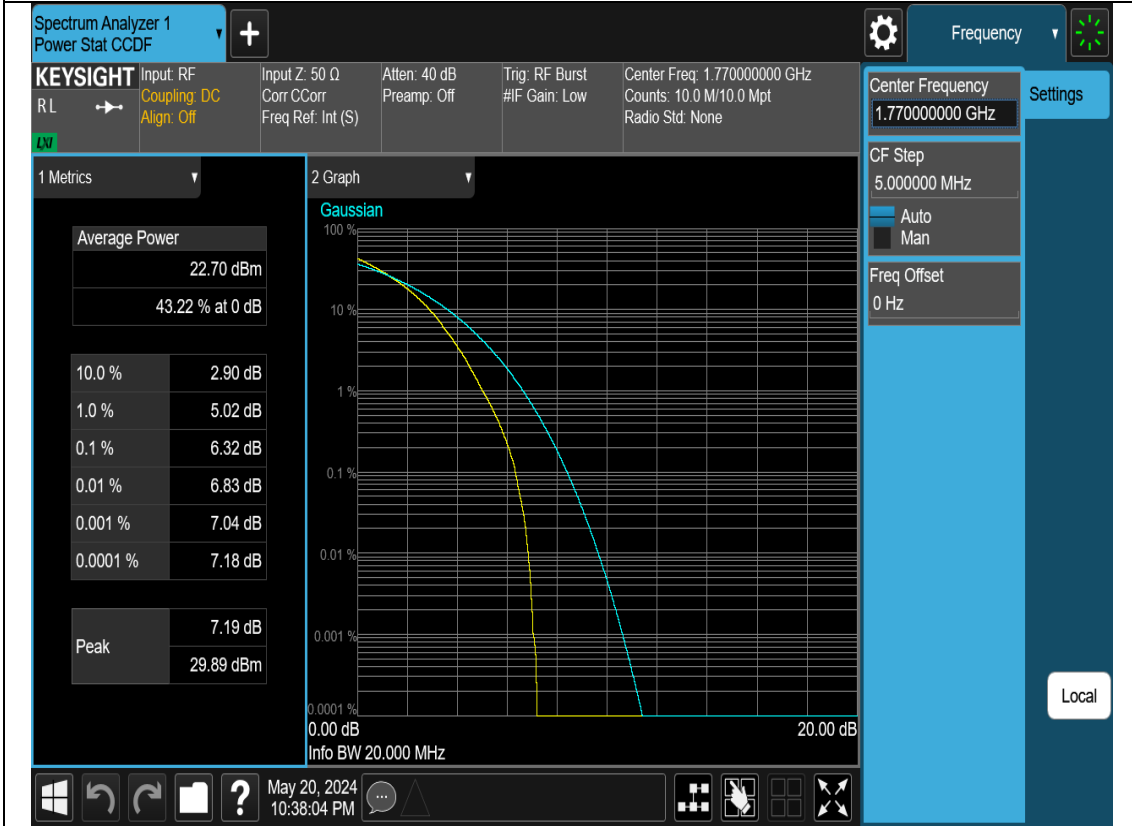 Spectrum Analyzer 1
Power Stat CCDF
Frequency
KEYSIGHT
RL
LXI
Input: RF
Coupling: DC
Align: Off
Input Z: 50 Ω
Corr CCorr
Freq Ref: Int (S)
Atten: 40 dB
Preamp: Off
Trig: RF Burst
#IF Gain: Low
Center Freq: 1.770000000 GHz
Counts: 10.0 M/10.0 Mpt
Radio Std: None
Center Frequency
1.770000000 GHz
Settings
CF Step
5.000000 MHz
Auto
Man
Freq Offset
0 Hz
1 Metrics
Average Power
22.70 dBm
43.22 % at 0 dB
10.0 % 2.90 dB
1.0 % 5.02 dB
0.1 % 6.32 dB
0.01 % 6.83 dB
0.001 % 7.04 dB
0.0001 % 7.18 dB
Peak
7.19 dB
29.89 dBm
2 Graph
Gaussian
100 %
10 %
1 %
0.1 %
0.01 %
0.001 %
0.0001 %
0.00 dB 20.00 dB
Info BW 20.000 MHz
Local
?
May 20, 2024
10:38:04 PM